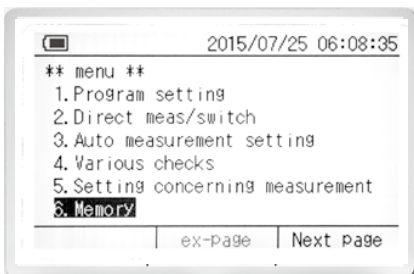 2015/07/25 06:08:35
** menu **
1. Program setting
2. Direct meas/switch
3. Auto measurement setting
4. Various checks
5. Setting concerning measurement
6. Memory
ex-page Next page